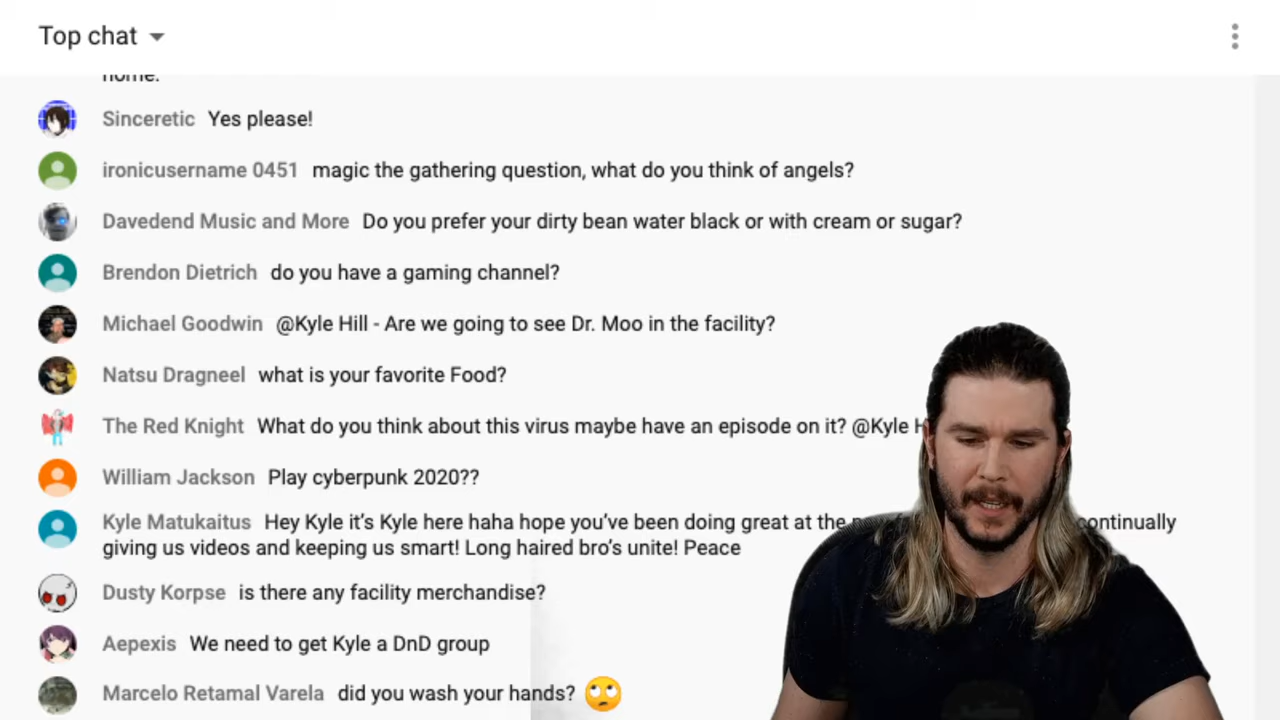 Top chat
home.
Sinceretic Yes please!
ironicusername 0451 magic the gathering question, what do you think of angels?
Davedend Music and More Do you prefer your dirty bean water black or with cream or sugar?
Brendon Dietrich do you have a gaming channel?
Michael Goodwin @Kyle Hill - Are we going to see Dr. Moo in the facility?
Natsu Dragneel what is your favorite Food?
The Red Knight What do you think about this virus maybe have an episode on it? @Kyle
William Jackson Play cyberpunk 2020??
Kyle Matukaitus Hey Kyle it’s Kyle here haha hope you’ve been doing great at the continually
giving us videos and keeping us smart! Long haired bro’s unite! Peace
Dusty Korpse is there any facility merchandise?
Aepexis We need to get Kyle a DnD group
Marcelo Retamal Varela did you wash your hands? 🙄